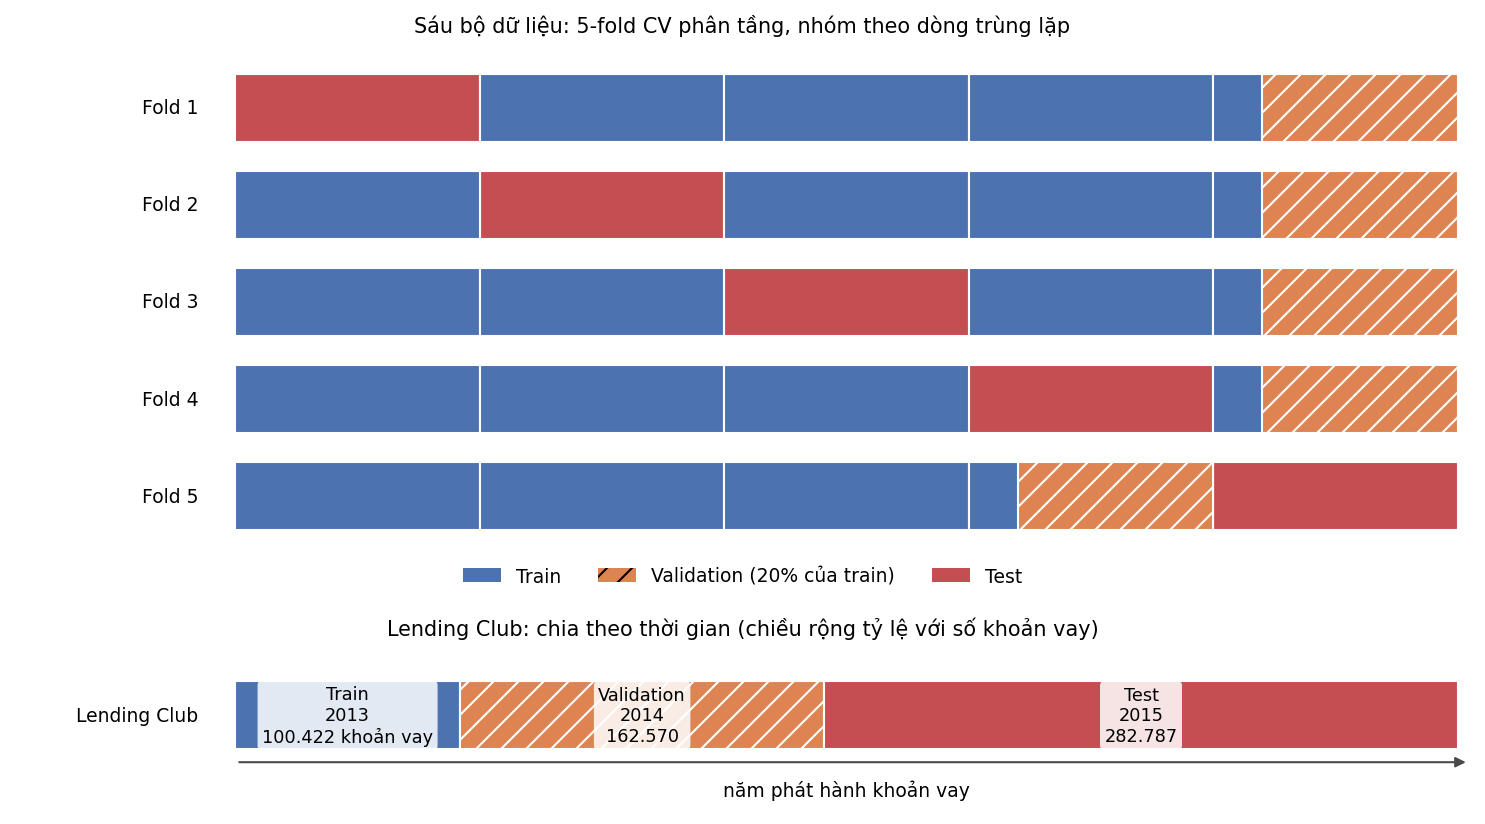 Sáu bộ dữ liệu: 5-fold CV phân tầng, nhóm theo dòng trùng lặp
Fold 1
Fold 2
Fold 3
Fold 4
Fold 5
Train
Validation (20% của train)
Test
Lending Club: chia theo thời gian (chiều rộng tỷ lệ với số khoản vay)
Lending Club
Train
2013
100.422 khoản vay
Validation
2014
162.570
Test
2015
282.787
năm phát hành khoản vay